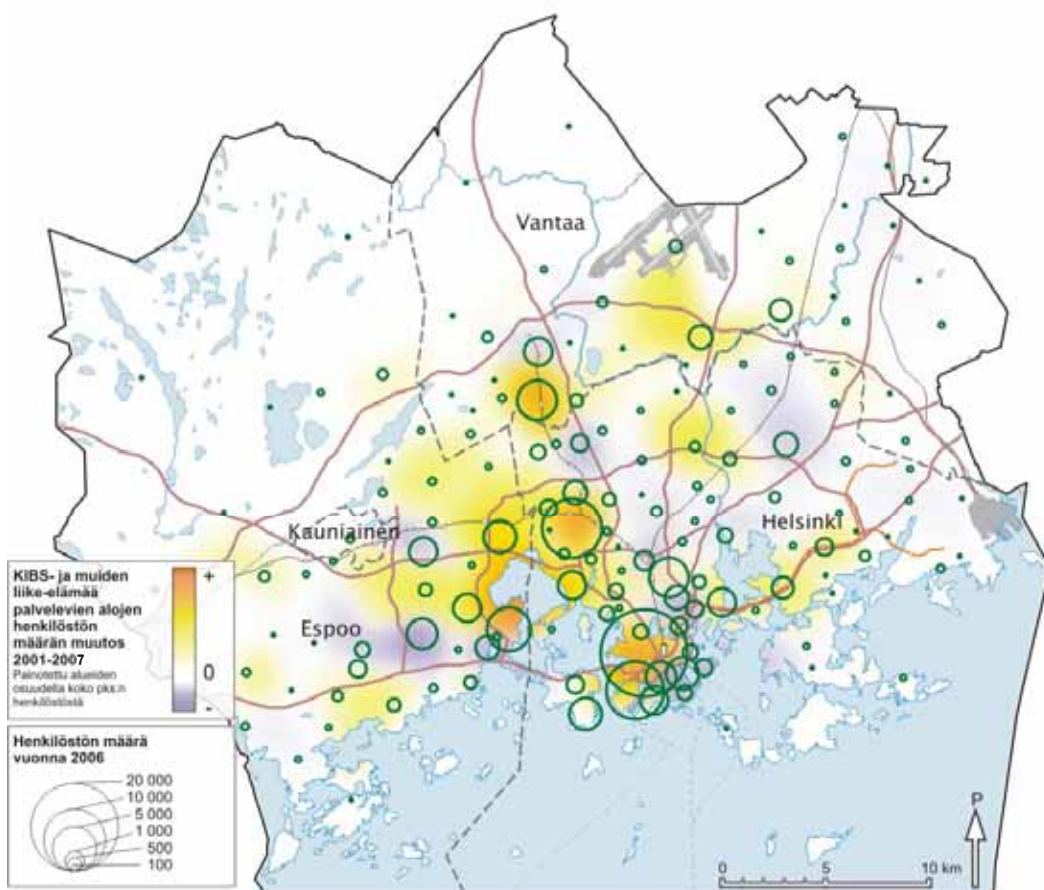 Vantaa
Kauniainen
Helsinki
Espoo
KIBS- ja muiden
liike-elämää
palvelevien alojen
henkilöstön
määrän muutos
2001-2007
Painotettu alueiden
osuudella koko pks:n
henkilöstöstä
+
0
-
Henkilöstön määrä
vuonna 2006
20 000
10 000
5 000
1 000
500
100
P
0 5 10 km